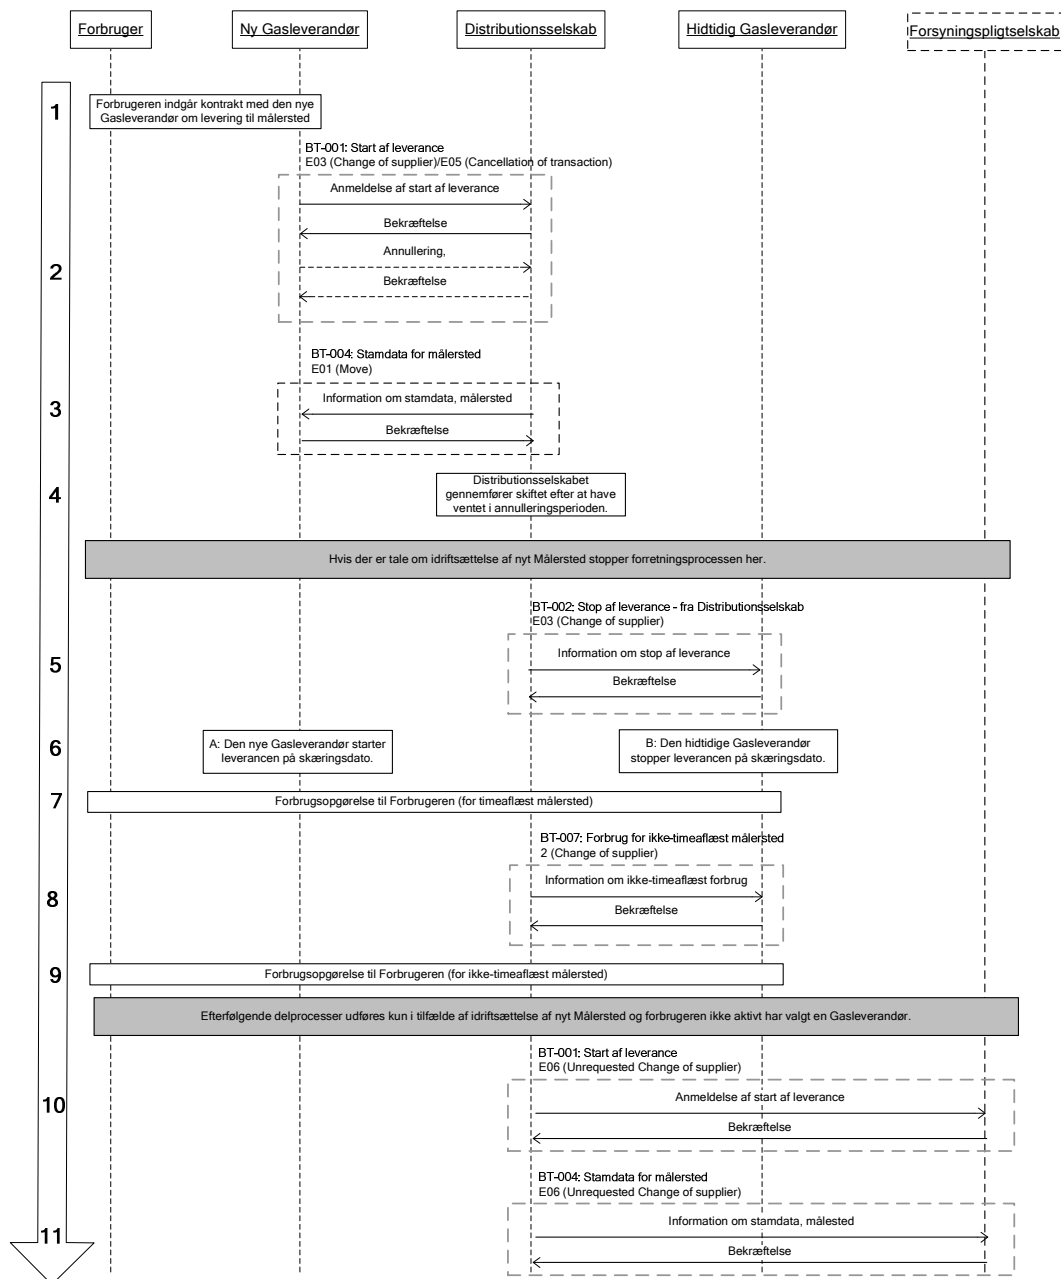 Forbruger
Ny Gasleverandør
Distributionsselskab
Hidtidig Gasleverandør
Forsyningspligtselskab
1
Forbrugeren indgår kontrakt med den nye
Gasleverandør om levering til målersted
BT-001: Start af leverance
E03 (Change of supplier)/E05 (Cancellation of transaction)
Anmeldelse af start af leverance
Bekræftelse
Annullering,
2
Bekræftelse
BT-004: Stamdata for målersted
E01 (Move)
3
Information om stamdata, målersted
Bekræftelse
4
Distributionsselskabet
gennemfører skiftet efter at have
ventet i annulleringsperioden.
Hvis der er tale om idriftsættelse af nyt Målersted stopper forretningsprocessen her.
BT-002: Stop af leverance - fra Distributionsselskab
E03 (Change of supplier)
5
Information om stop af leverance
Bekræftelse
6
A: Den nye Gasleverandør starter
leverancen på skæringsdato.
B: Den hidtidige Gasleverandør
stopper leverancen på skæringsdato.
7
Forbrugsopgørelse til Forbrugeren (for timeaflæst målersted)
BT-007: Forbrug for ikke-timeaflæst målersted
2 (Change of supplier)
8
Information om ikke-timeaflæst forbrug
Bekræftelse
9
Forbrugsopgørelse til Forbrugeren (for ikke-timeaflæst målersted)
Efterfølgende delprocesser udføres kun i tilfælde af idriftsættelse af nyt Målersted og forbrugeren ikke aktivt har valgt en Gasleverandør.
BT-001: Start af leverance
E06 (Unrequested Change of supplier)
10
Anmeldelse af start af leverance
Bekræftelse
BT-004: Stamdata for målersted
E06 (Unrequested Change of supplier)
11
Information om stamdata, målested
Bekræftelse